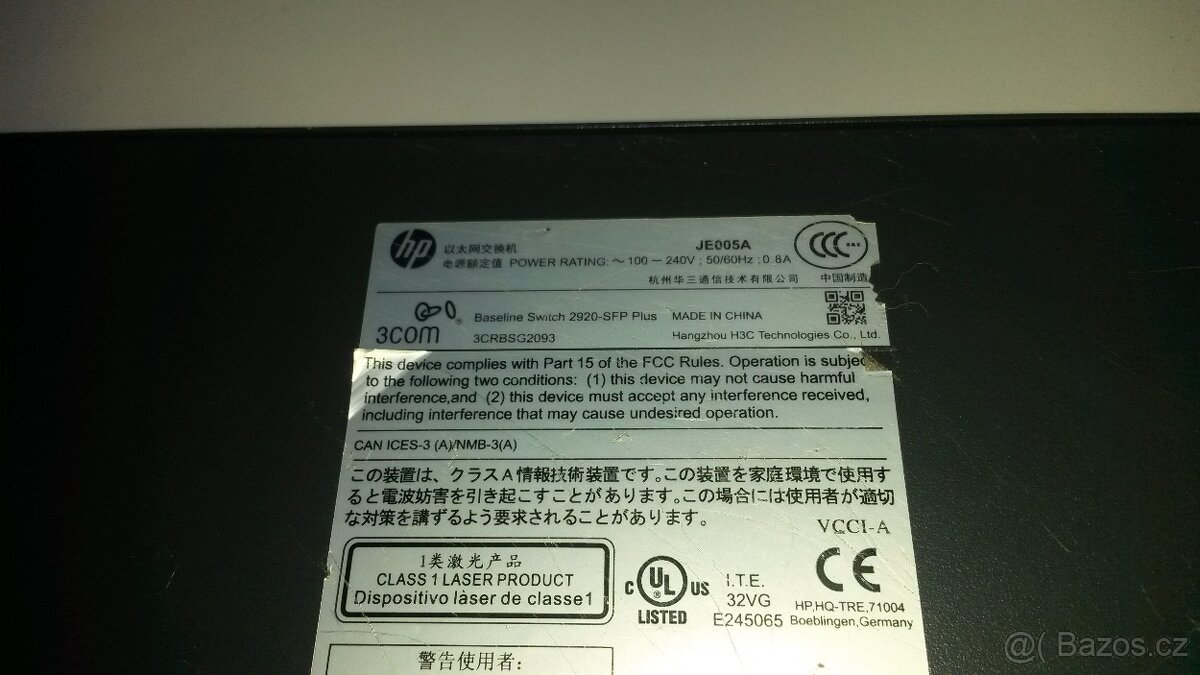 hp 以太网交换机 JE005A
电源额定值 POWER RATING: ～100－240V ; 50/60Hz ; 0.8A
杭州华三通信技术有限公司 中国制造
Baseline Switch 2920-SFP Plus MADE IN CHINA
3com® 3CRBSG2093 Hangzhou H3C Technologies Co., Ltd.
This device complies with Part 15 of the FCC Rules. Operation is subjec
to the following two conditions: (1) this device may not cause harmful
interference,and (2) this device must accept any interference received,
including interference that may cause undesired operation.
CAN ICES-3 (A)/NMB-3(A)
この装置は、クラスA情報技術装置です。この装置を家庭環境で使用す
ると電波妨害を引き起こすことがあります。この場合には使用者が適切
な対策を講ずるよう要求されることがあります。
VCCI-A
1类激光产品
CLASS 1 LASER PRODUCT
Dispositivo làser de classe1
C UL ® US
LISTED
I.T.E.
32VG
E245065
CE
HP,HQ-TRE,71004
Boeblingen,Germany
警告使用者:
@( Bazos.cz